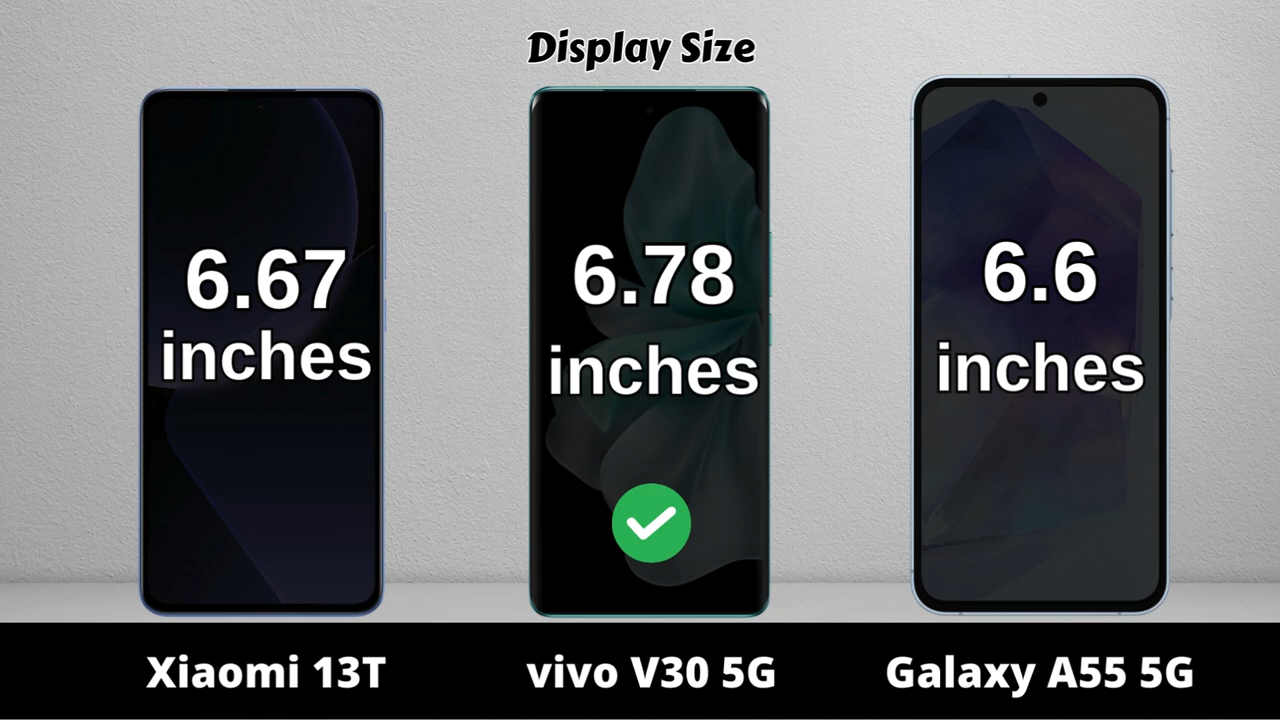 Display Size
6.67
inches
6.78
inches
6.6
inches
Xiaomi 13T
vivo V30 5G
Galaxy A55 5G